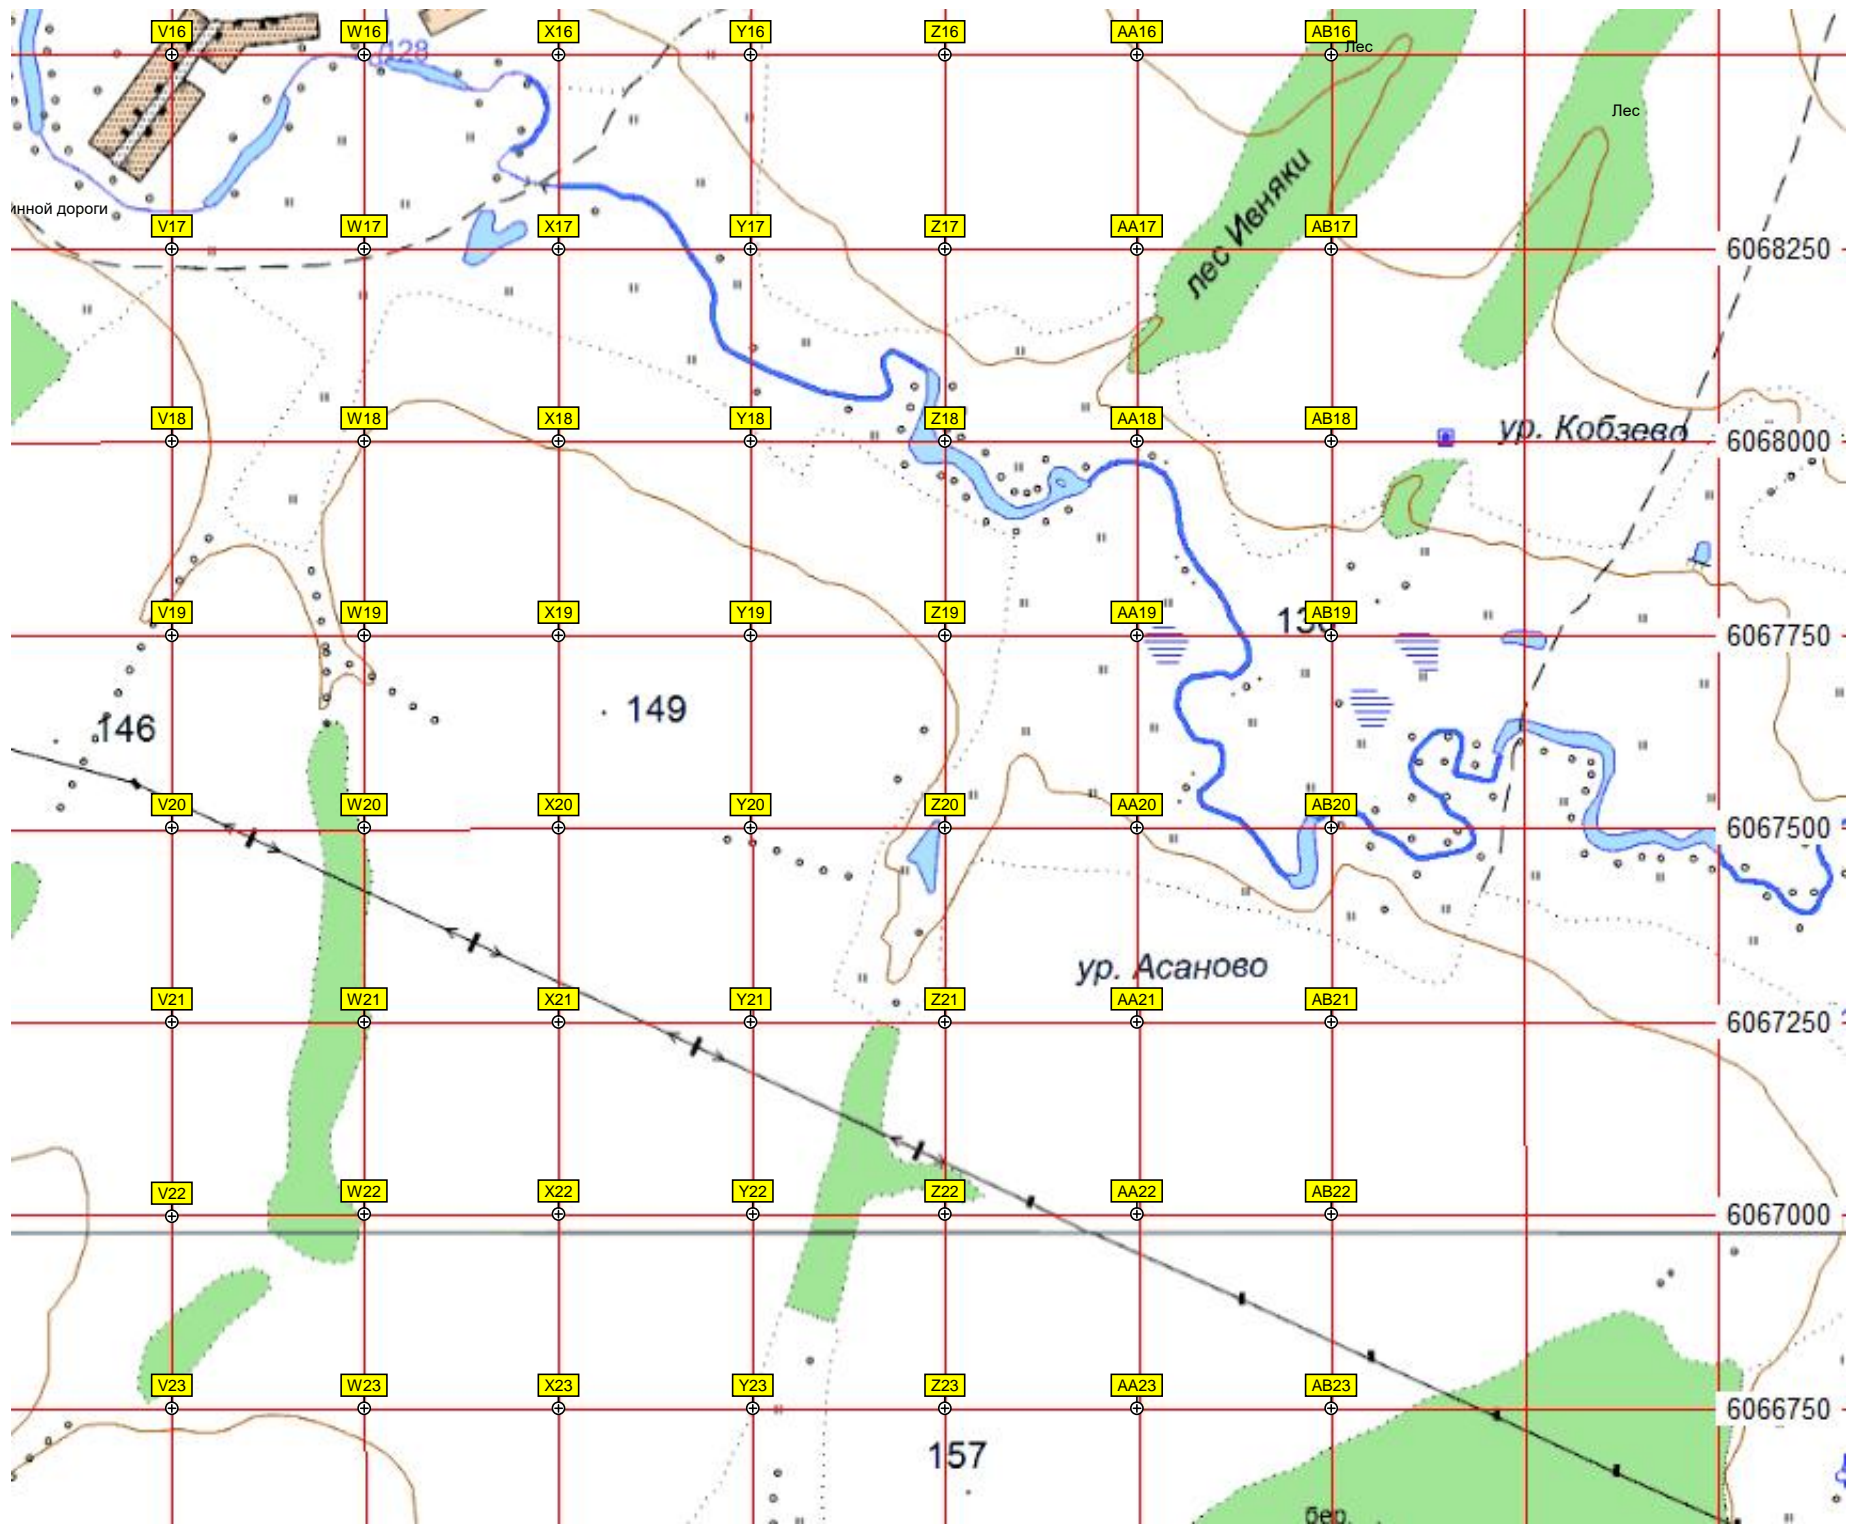 V16 W16 X16 Y16 Z16 AA16 AB16
128
Лес
Лес
лес Ивняки
инной дороги
V17 W17 X17 Y17 Z17 AA17 AB17
6068250
V18 W18 X18 Y18 Z18 AA18 AB18
ур. Кобзево
6068000
V19 W19 X19 Y19 Z19 AA19 AB19
6067750
149
146
V20 W20 X20 Y20 Z20 AA20 AB20
6067500
ур. Асаново
V21 W21 X21 Y21 Z21 AA21 AB21
6067250
V22 W22 X22 Y22 Z22 AA22 AB22
6067000
V23 W23 X23 Y23 Z23 AA23 AB23
6066750
157
бер.